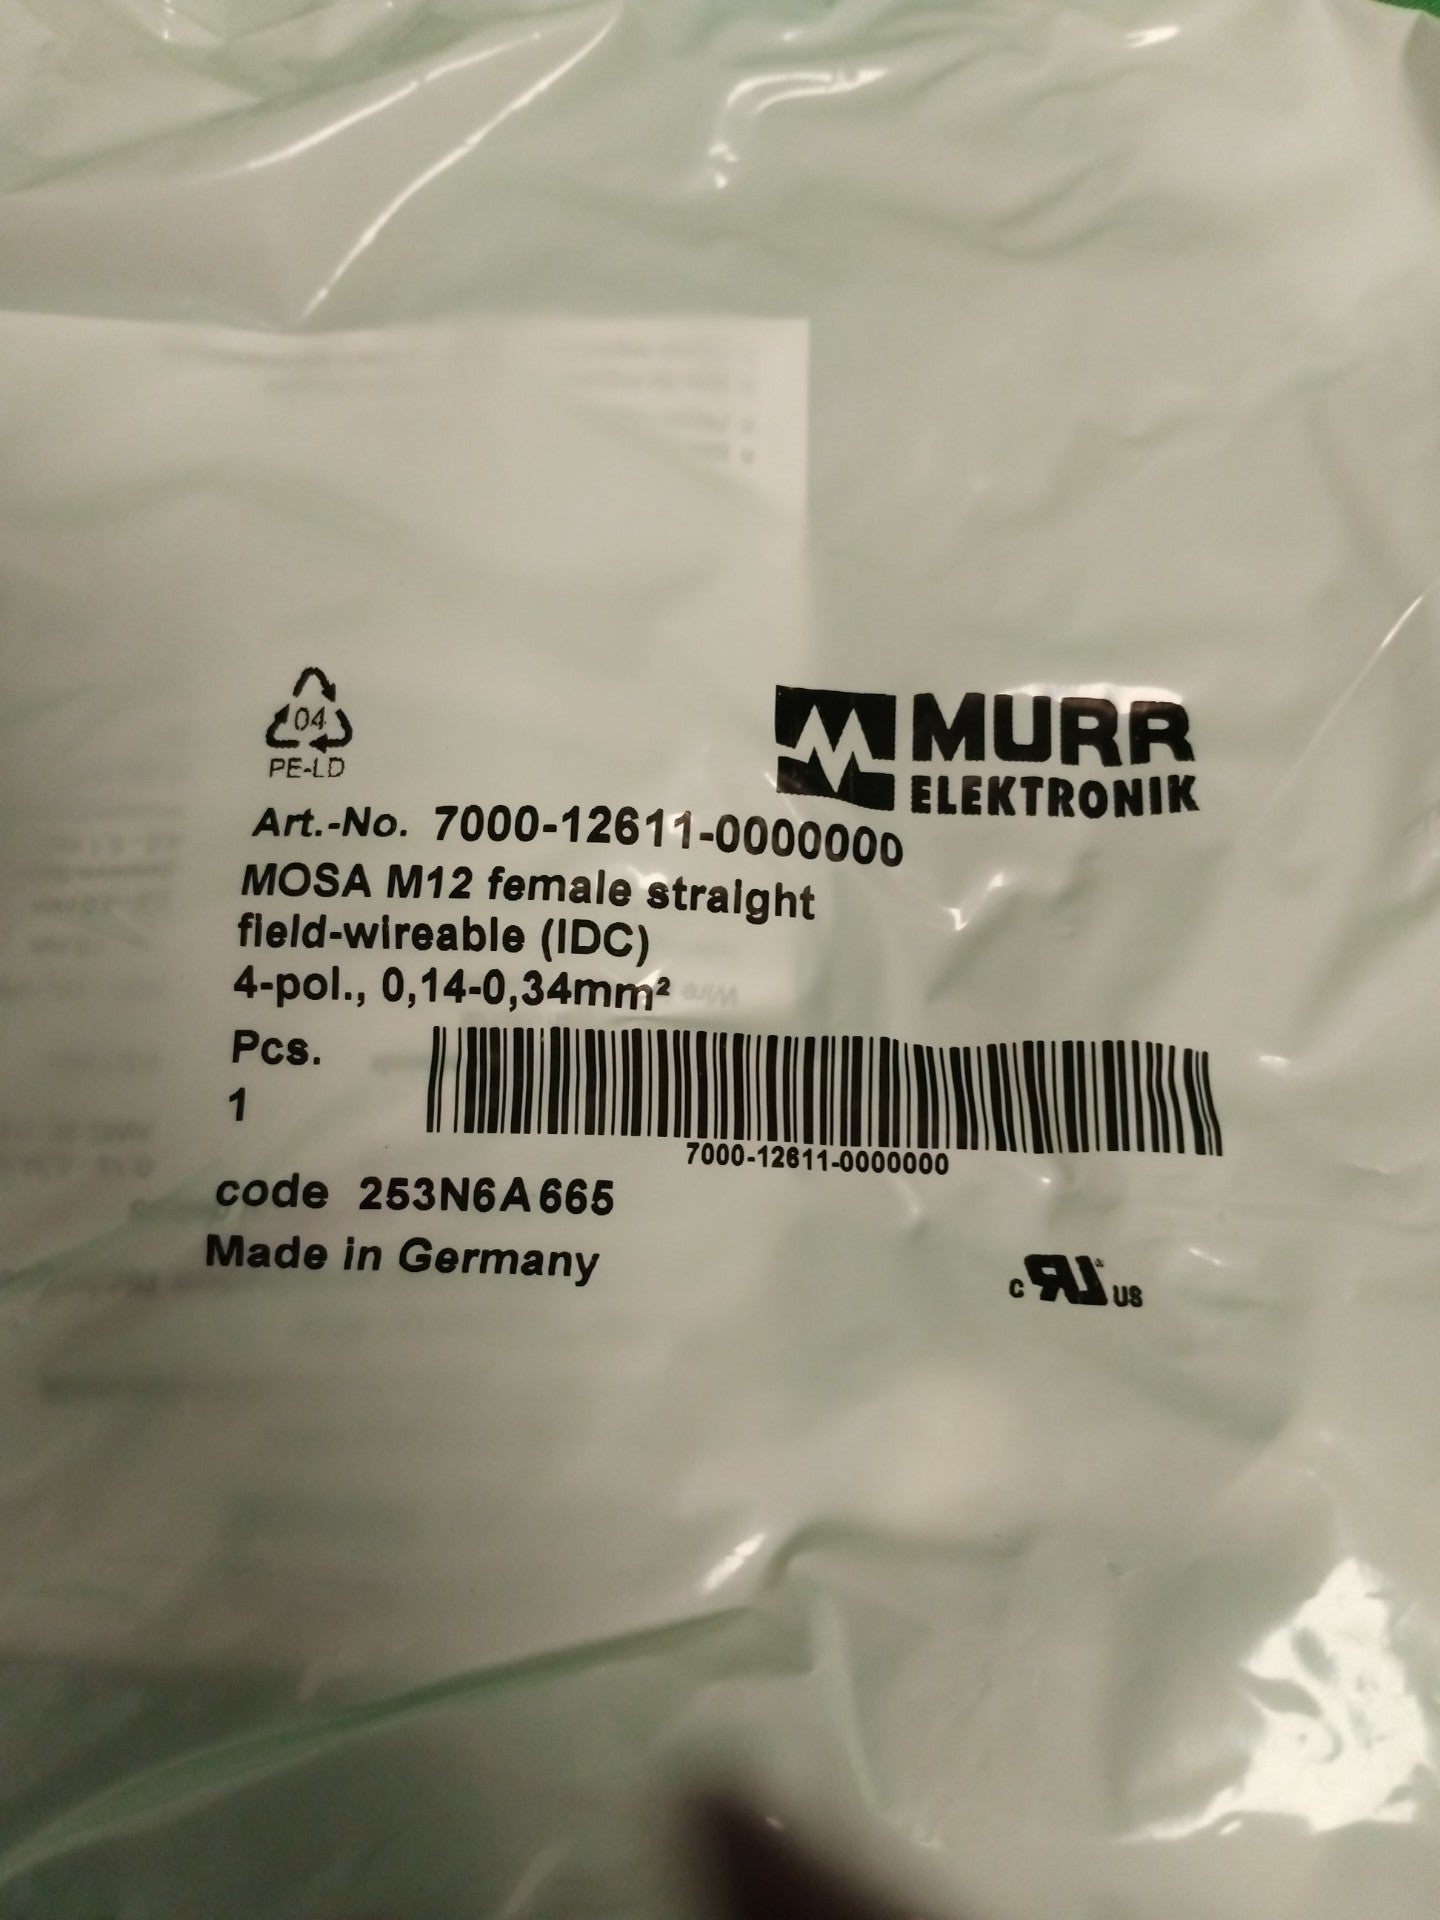 04
PE-LD
MURR
ELEKTRONIK
Art.-No. 7000-12611-0000000
MOSA M12 female straight
field-wireable (IDC)
4-pol., 0,14-0,34mm²
Pcs.
1
7000-12611-0000000
code 253N6A665
Made in Germany
c RU US